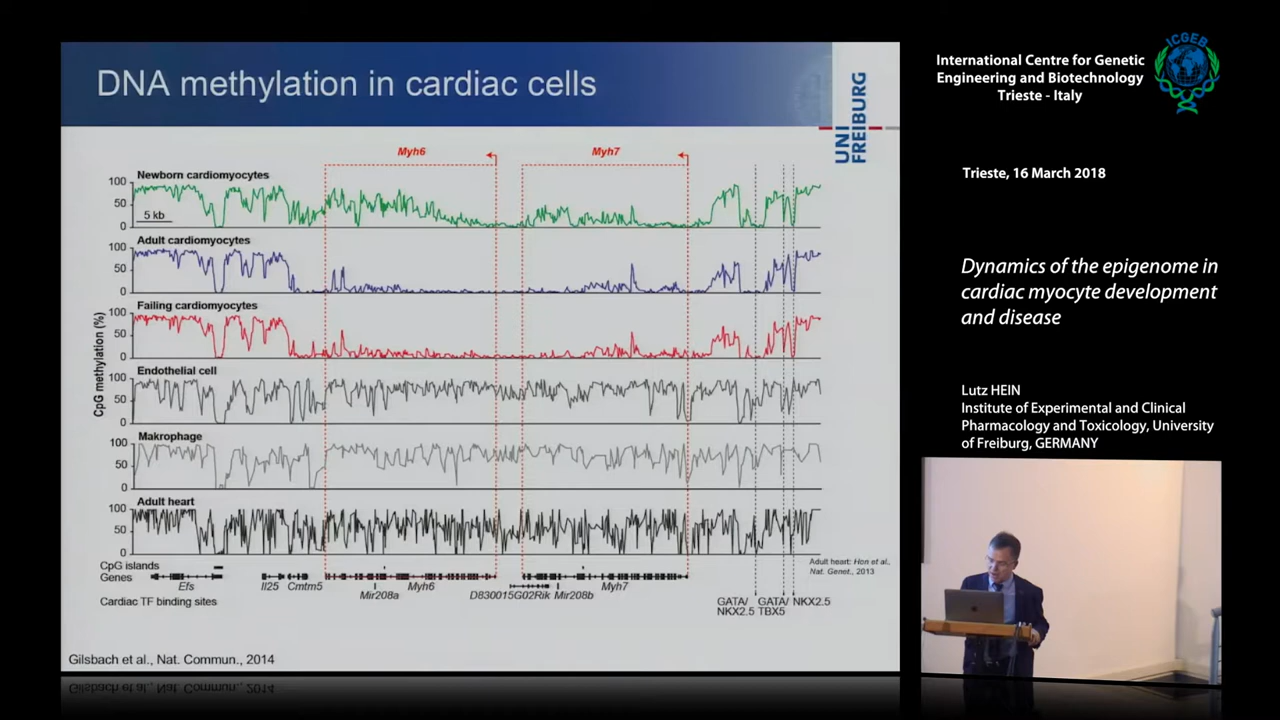 DNA methylation in cardiac cells
UNI
FREIBURG
Myh6
Myh7
Newborn cardiomyocytes
100
50
0
5 kb
Adult cardiomyocytes
100
50
0
Failing cardiomyocytes
100
50
0
CpG methylation (%)
Endothelial cell
100
50
0
Makrophage
100
50
0
Adult heart
100
50
0
CpG islands
Genes
Efs
Il25
Cmtm5
Mir208a
Myh6
D830015G02Rik
Mir208b
Myh7
Adult heart: Hon et al.,
Nat. Genet., 2013
Cardiac TF binding sites
GATA/
NKX2.5
GATA/
TBX5
NKX2.5
Gilsbach et al., Nat. Commun., 2014
International Centre for Genetic
Engineering and Biotechnology
Trieste - Italy
ICGEB
Trieste, 16 March 2018
Dynamics of the epigenome in
cardiac myocyte development
and disease
Lutz HEIN
Institute of Experimental and Clinical
Pharmacology and Toxicology, University
of Freiburg, GERMANY